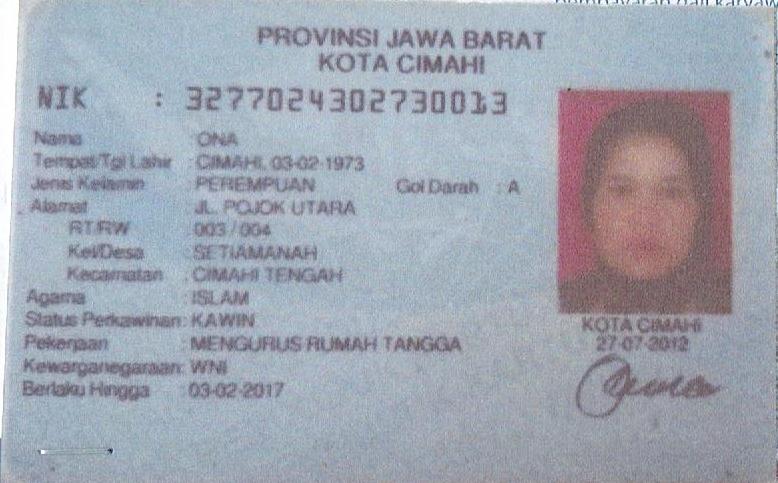 PROVINSI JAWA BARAT
KOTA CIMAHI
NIK : 3277024302730013
Nama : ONA
Tempat/Tgl Lahir : CIMAHI, 03-02-1973
Jenis Kelamin : PEREMPUAN Gol Darah : A
Alamat : JL. POJOK UTARA
RT/RW : 003 / 004
Kel/Desa : SETIAMANAH
Kecamatan : CIMAHI TENGAH
Agama : ISLAM
Status Perkawinan: KAWIN
Pekerjaan : MENGURUS RUMAH TANGGA
Kewarganegaraan: WNI
Berlaku Hingga : 03-02-2017
KOTA CIMAHI
27-07-2012